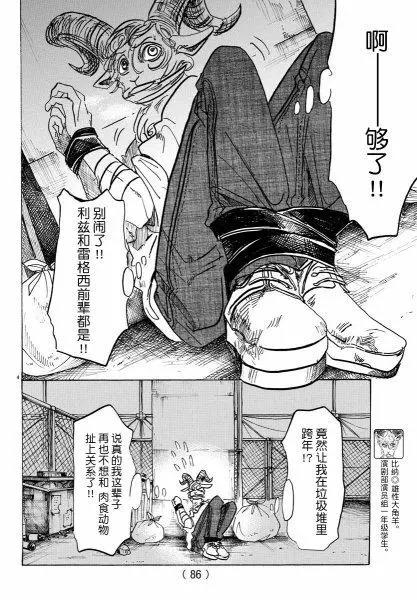 啊——
够了!!
别闹了!!
利兹和雷格西前辈
都是!!
竟然让我在垃圾堆里
跨年!?
比纳◎雄性大角羊。
演剧部演员组一年级学生。
说真的我这辈子
再也不想和 肉食动物
扯上关系了!!
(86)